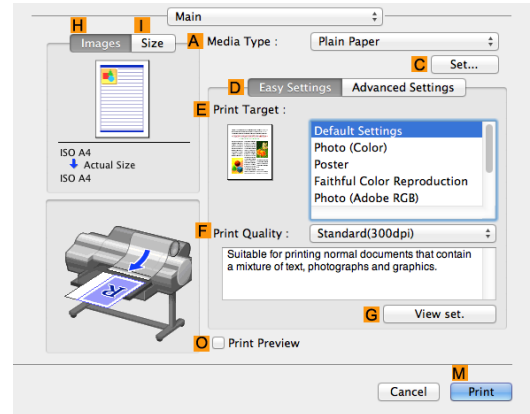 Main
H I
Images Size
A Media Type : Plain Paper
C Set...
D Easy Settings Advanced Settings
E Print Target :
Default Settings
Photo (Color)
Poster
Faithful Color Reproduction
Photo (Adobe RGB)
ISO A4
Actual Size
ISO A4
F Print Quality : Standard(300dpi)
Suitable for printing normal documents that contain
a mixture of text, photographs and graphics.
G View set.
O Print Preview
M
Cancel Print